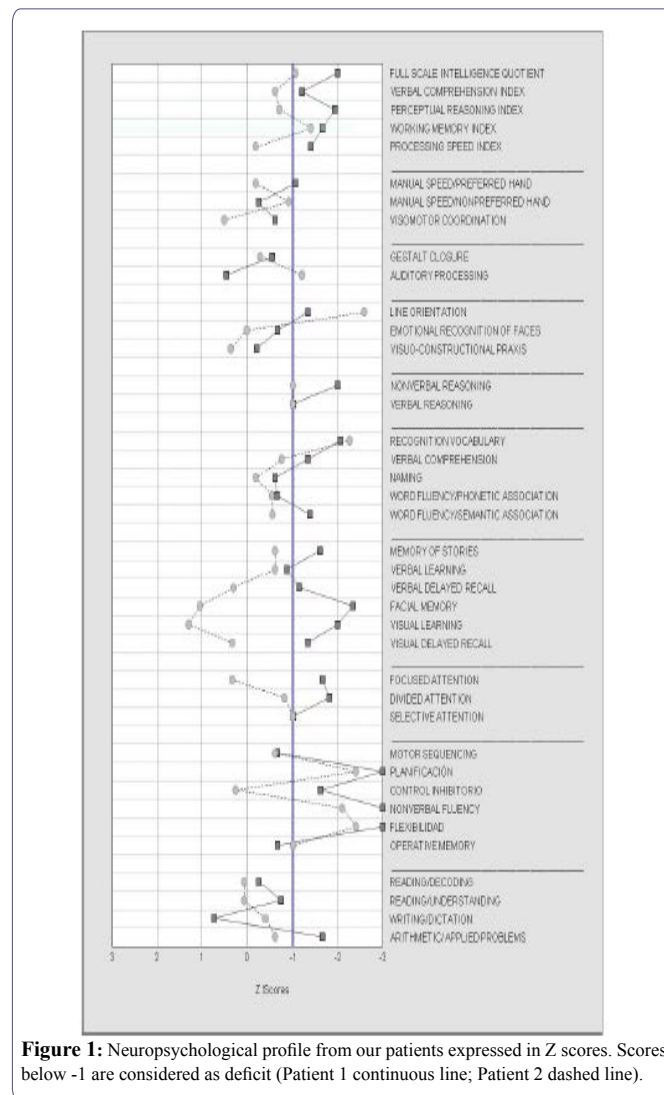 FULL SCALE INTELLIGENCE QUOTIENT
VERBAL COMPREHENSION INDEX
PERCEPTUAL REASONING INDEX
WORKING MEMORY INDEX
PROCESSING SPEED INDEX
MANUAL SPEED/PREFERRED HAND
MANUAL SPEED/NONPREFERRED HAND
VISOMOTOR COORDINATION
GESTALT CLOSURE
AUDITORY PROCESSING
LINE ORIENTATION
EMOTIONAL RECOGNITION OF FACES
VISUO-CONSTRUCTIONAL PRAXIS
NONVERBAL REASONING
VERBAL REASONING
RECOGNITION VOCABULARY
VERBAL COMPREHENSION
NAMING
WORD FLUENCY/PHONETIC ASSOCIATION
WORD FLUENCY/SEMANTIC ASSOCIATION
MEMORY OF STORIES
VERBAL LEARNING
VERBAL DELAYED RECALL
FACIAL MEMORY
VISUAL LEARNING
VISUAL DELAYED RECALL
FOCUSED ATTENTION
DIVIDED ATTENTION
SELECTIVE ATTENTION
MOTOR SEQUENCING
PLANIFICACIÓN
CONTROL INHIBITORIO
NONVERBAL FLUENCY
FLEXIBILIDAD
OPERATIVE MEMORY
READING/DECODING
READING/UNDERSTANDING
WRITING/DICTATION
ARITHMETIC/APPLIED PROBLEMS
3 2 1 0 -1 -2 -3
Z Scores
Figure 1: Neuropsychological profile from our patients expressed in Z scores. Scores
below -1 are considered as deficit (Patient 1 continuous line; Patient 2 dashed line).